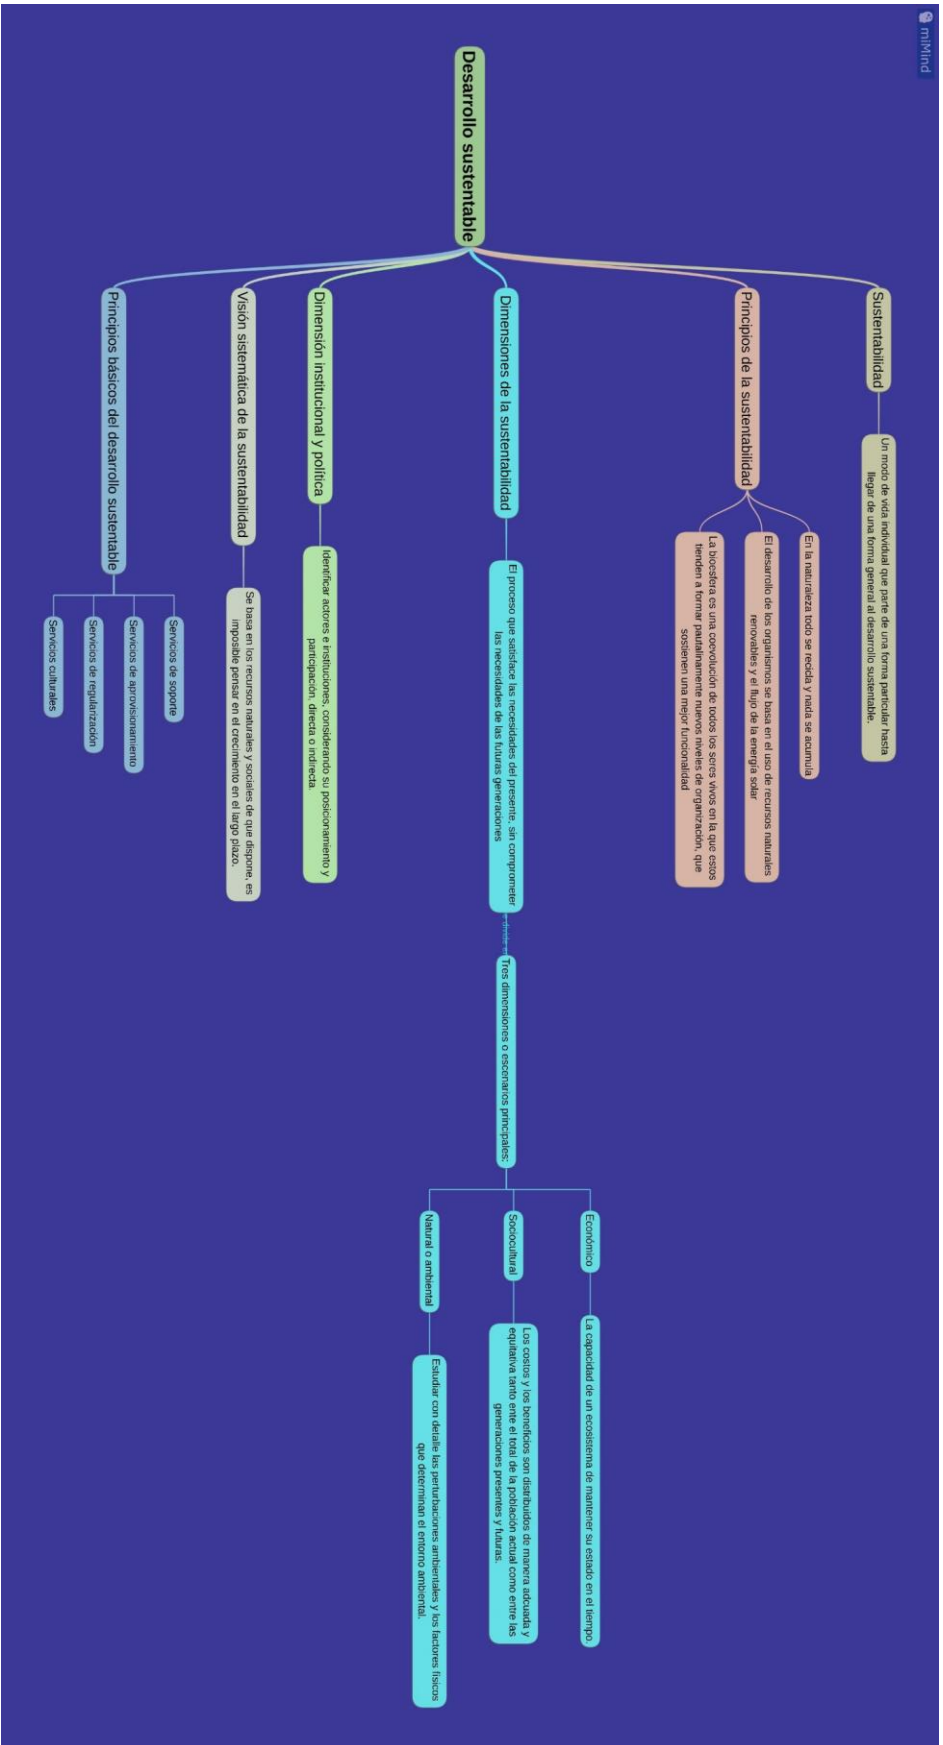 miMind
Desarrollo sustentable
Sustentabilidad
Un modo de vida individual que parte de una forma particular hasta
llegar de una forma general al desarrollo sustentable.
Principios de la sustentabilidad
En la naturaleza todo se recicla y nada se acumula
El desarrollo de los organismos se basa en el uso de recursos naturales
renovables y el flujo de la energía solar
La bioesfera es una coevolución de todos los seres vivos en la que estos
tienden a formar pautalinamente nuevos niveles de organización, que
sostienen una mejor funcionalidad
Dimensiones de la sustentabilidad
El proceso que satisface las necesidades del presente, sin comprometer
las necesidades de las futuras generaciones
divide
Tres dimensiones o escenarios principales:
Económico
La capacidad de un ecosistema de mantener su estado en el tiempo.
Sociocultural
Los costos y los beneficios son distribuidos de manera adcuada y
equitativa tanto ente el total de la población actual como entre las
generaciones presentes y futuras.
Natural o ambiental
Estudiar con detalle las perturbaciones ambientales y los factores físicos
que determinan el entorno ambiental.
Dimensión institucional y política
Identificar actores e instituciones, considerando su posicionamiento y
participación, directa o indirecta.
Visión sistemática de la sustentabilidad
Se basa en los recursos naturales y sociales de que dispone, es
imposible pensar en el crecimiento en el largo plazo.
Principios básicos del desarrollo sustentable
Servicios de soporte
Servicios de aprovisionamiento
Servicios de regularización
Servicios culturales